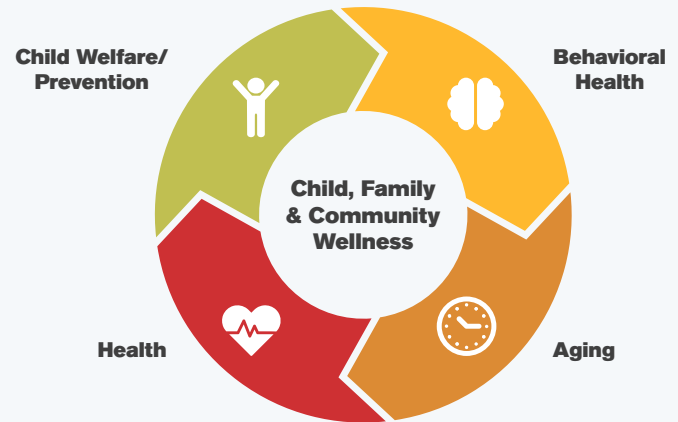 Child Welfare/
Prevention
Behavioral
Health
Child, Family
& Community
Wellness
Health
Aging